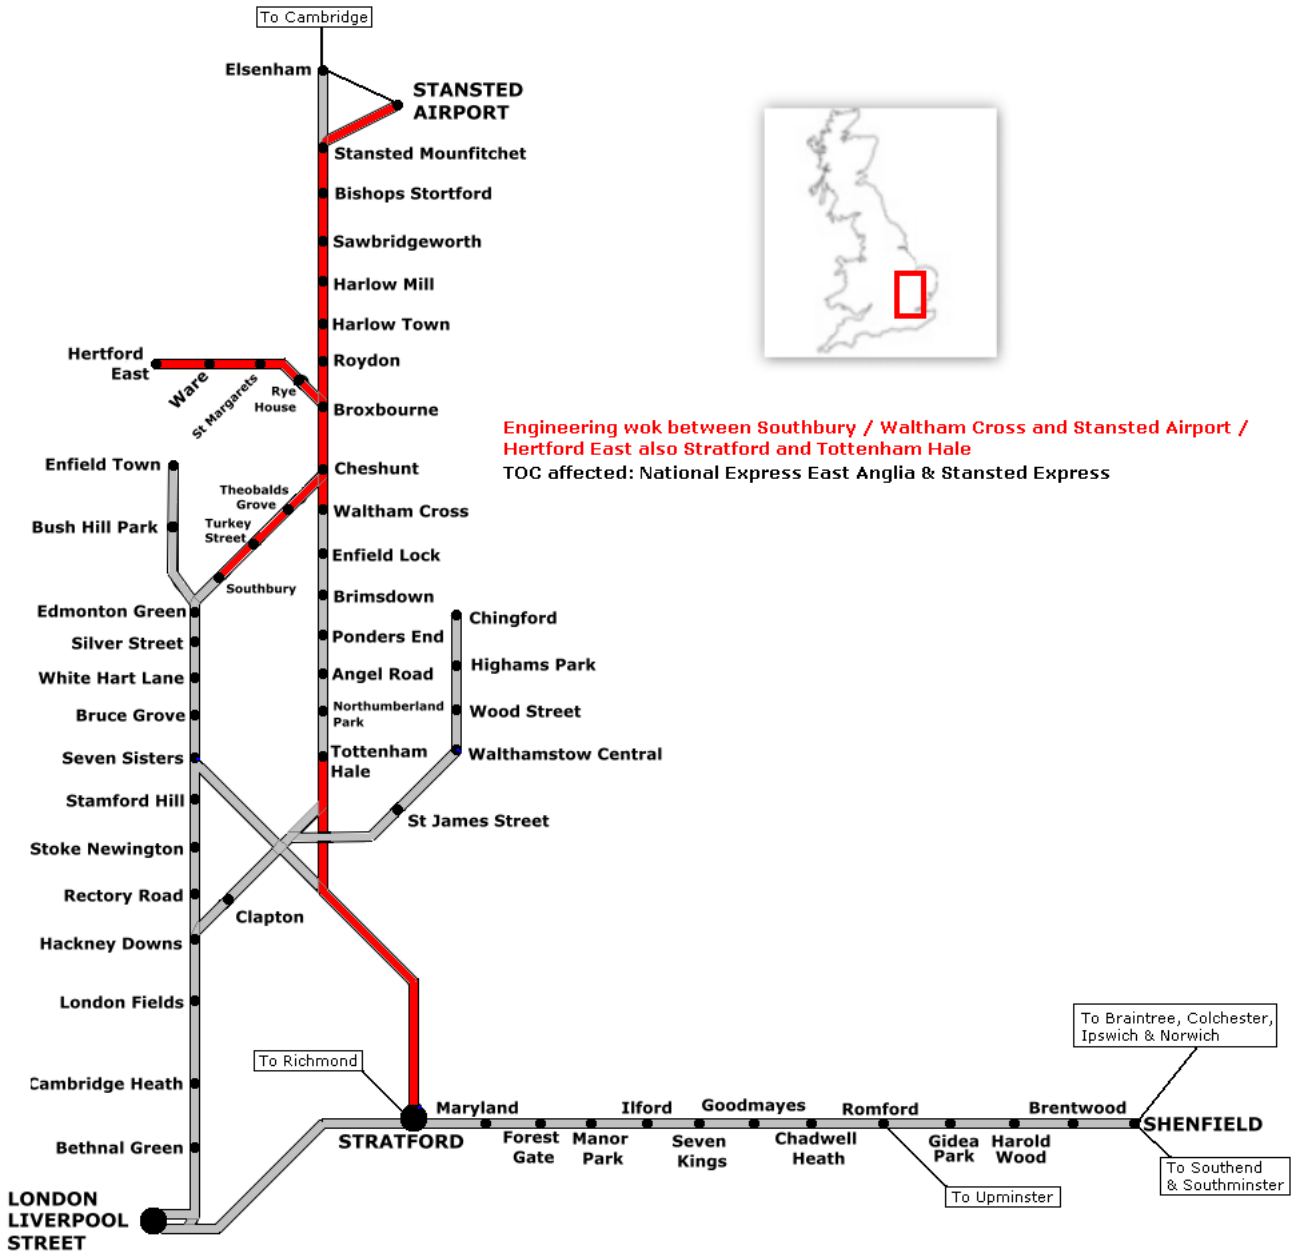 To Cambridge
Elsenham
STANSTED
AIRPORT
Stansted Mounfitchet
Bishops Stortford
Sawbridgeworth
Harlow Mill
Harlow Town
Roydon
Hertford
East
Ware
St Margarets
Rye
House
Broxbourne
Engineering wok between Southbury / Waltham Cross and Stansted Airport /
Hertford East also Stratford and Tottenham Hale
TOC affected: National Express East Anglia & Stansted Express
Enfield Town
Cheshunt
Theobalds
Grove
Bush Hill Park
Turkey
Street
Waltham Cross
Enfield Lock
Southbury
Brimsdown
Edmonton Green
Chingford
Silver Street
Ponders End
White Hart Lane
Angel Road
Highams Park
Bruce Grove
Northumberland
Park
Wood Street
Seven Sisters
Tottenham
Hale
Walthamstow Central
Stamford Hill
St James Street
Stoke Newington
Rectory Road
Clapton
Hackney Downs
London Fields
To Braintree, Colchester,
Ipswich & Norwich
To Richmond
Cambridge Heath
Maryland
Ilford
Goodmayes
Romford
Brentwood
STRATFORD
Forest
Gate
Manor
Park
Seven
Kings
Chadwell
Heath
Gidea
Park
Harold
Wood
SHENFIELD
Bethnal Green
To Southend
& Southminster
To Upminster
LONDON
LIVERPOOL
STREET